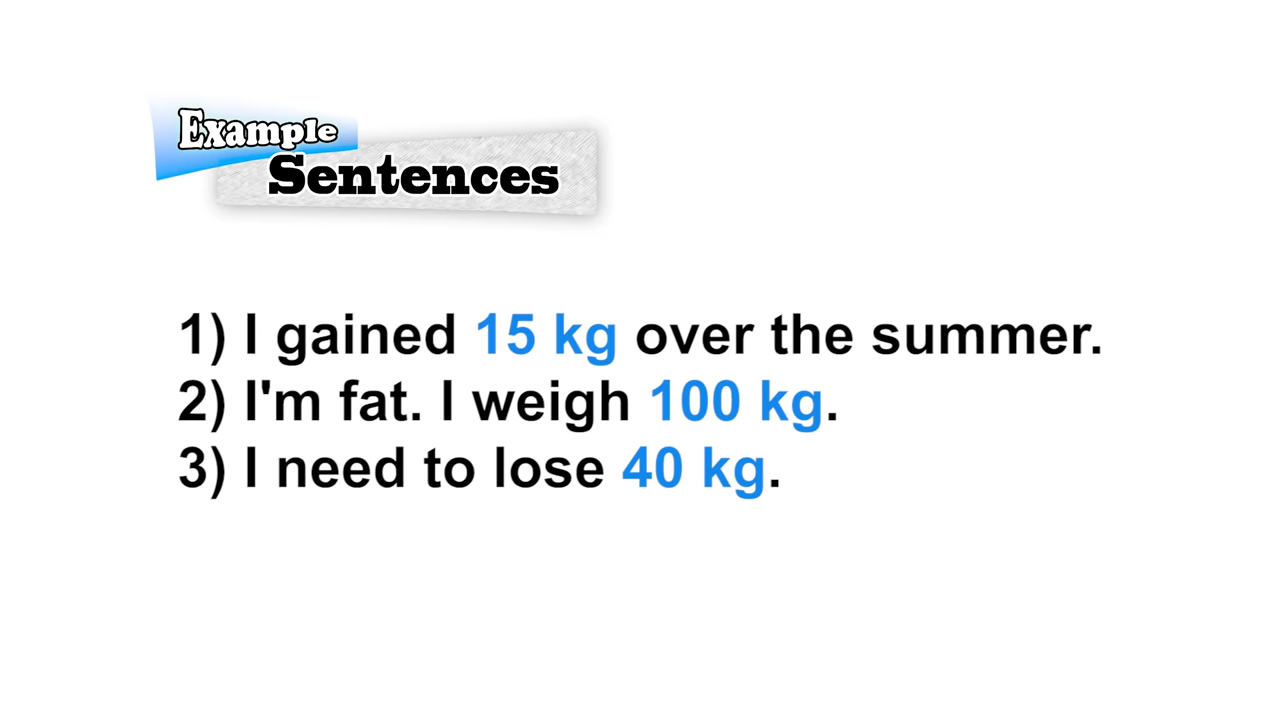 Example
Sentences
1) I gained 15 kg over the summer.
2) I'm fat. I weigh 100 kg.
3) I need to lose 40 kg.